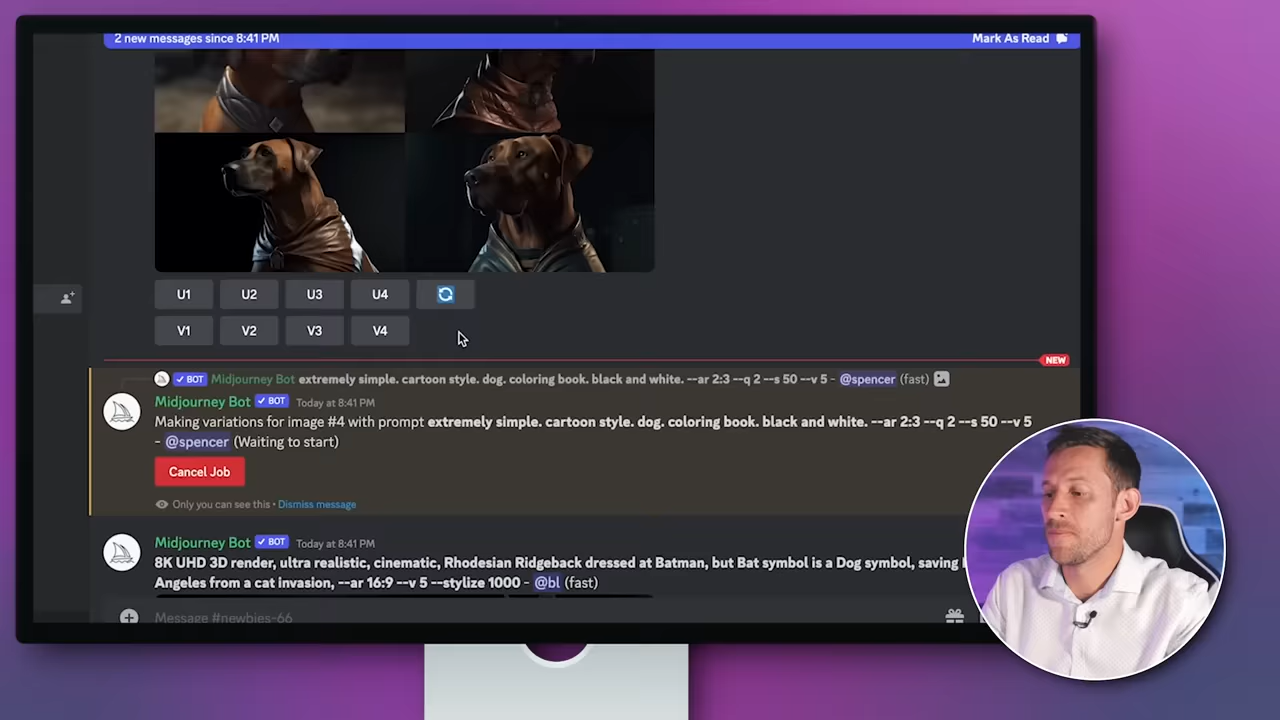 2 new messages since 8:41 PM Mark As Read
U1 U2 U3 U4
V1 V2 V3 V4
NEW
BOT Midjourney Bot extremely simple. cartoon style. dog. coloring book. black and white. --ar 2:3 --q 2 --s 50 --v 5 - @spencer (fast)
Midjourney Bot BOT Today at 8:41 PM
Making variations for image #4 with prompt extremely simple. cartoon style. dog. coloring book. black and white. --ar 2:3 --q 2 --s 50 --v 5
- @spencer (Waiting to start)
Cancel Job
Only you can see this • Dismiss message
Midjourney Bot BOT Today at 8:41 PM
8K UHD 3D render, ultra realistic, cinematic, Rhodesian Ridgeback dressed at Batman, but Bat symbol is a Dog symbol, saving
Angeles from a cat invasion, --ar 16:9 --v 5 --stylize 1000 - @bl (fast)
Message #newbies-66